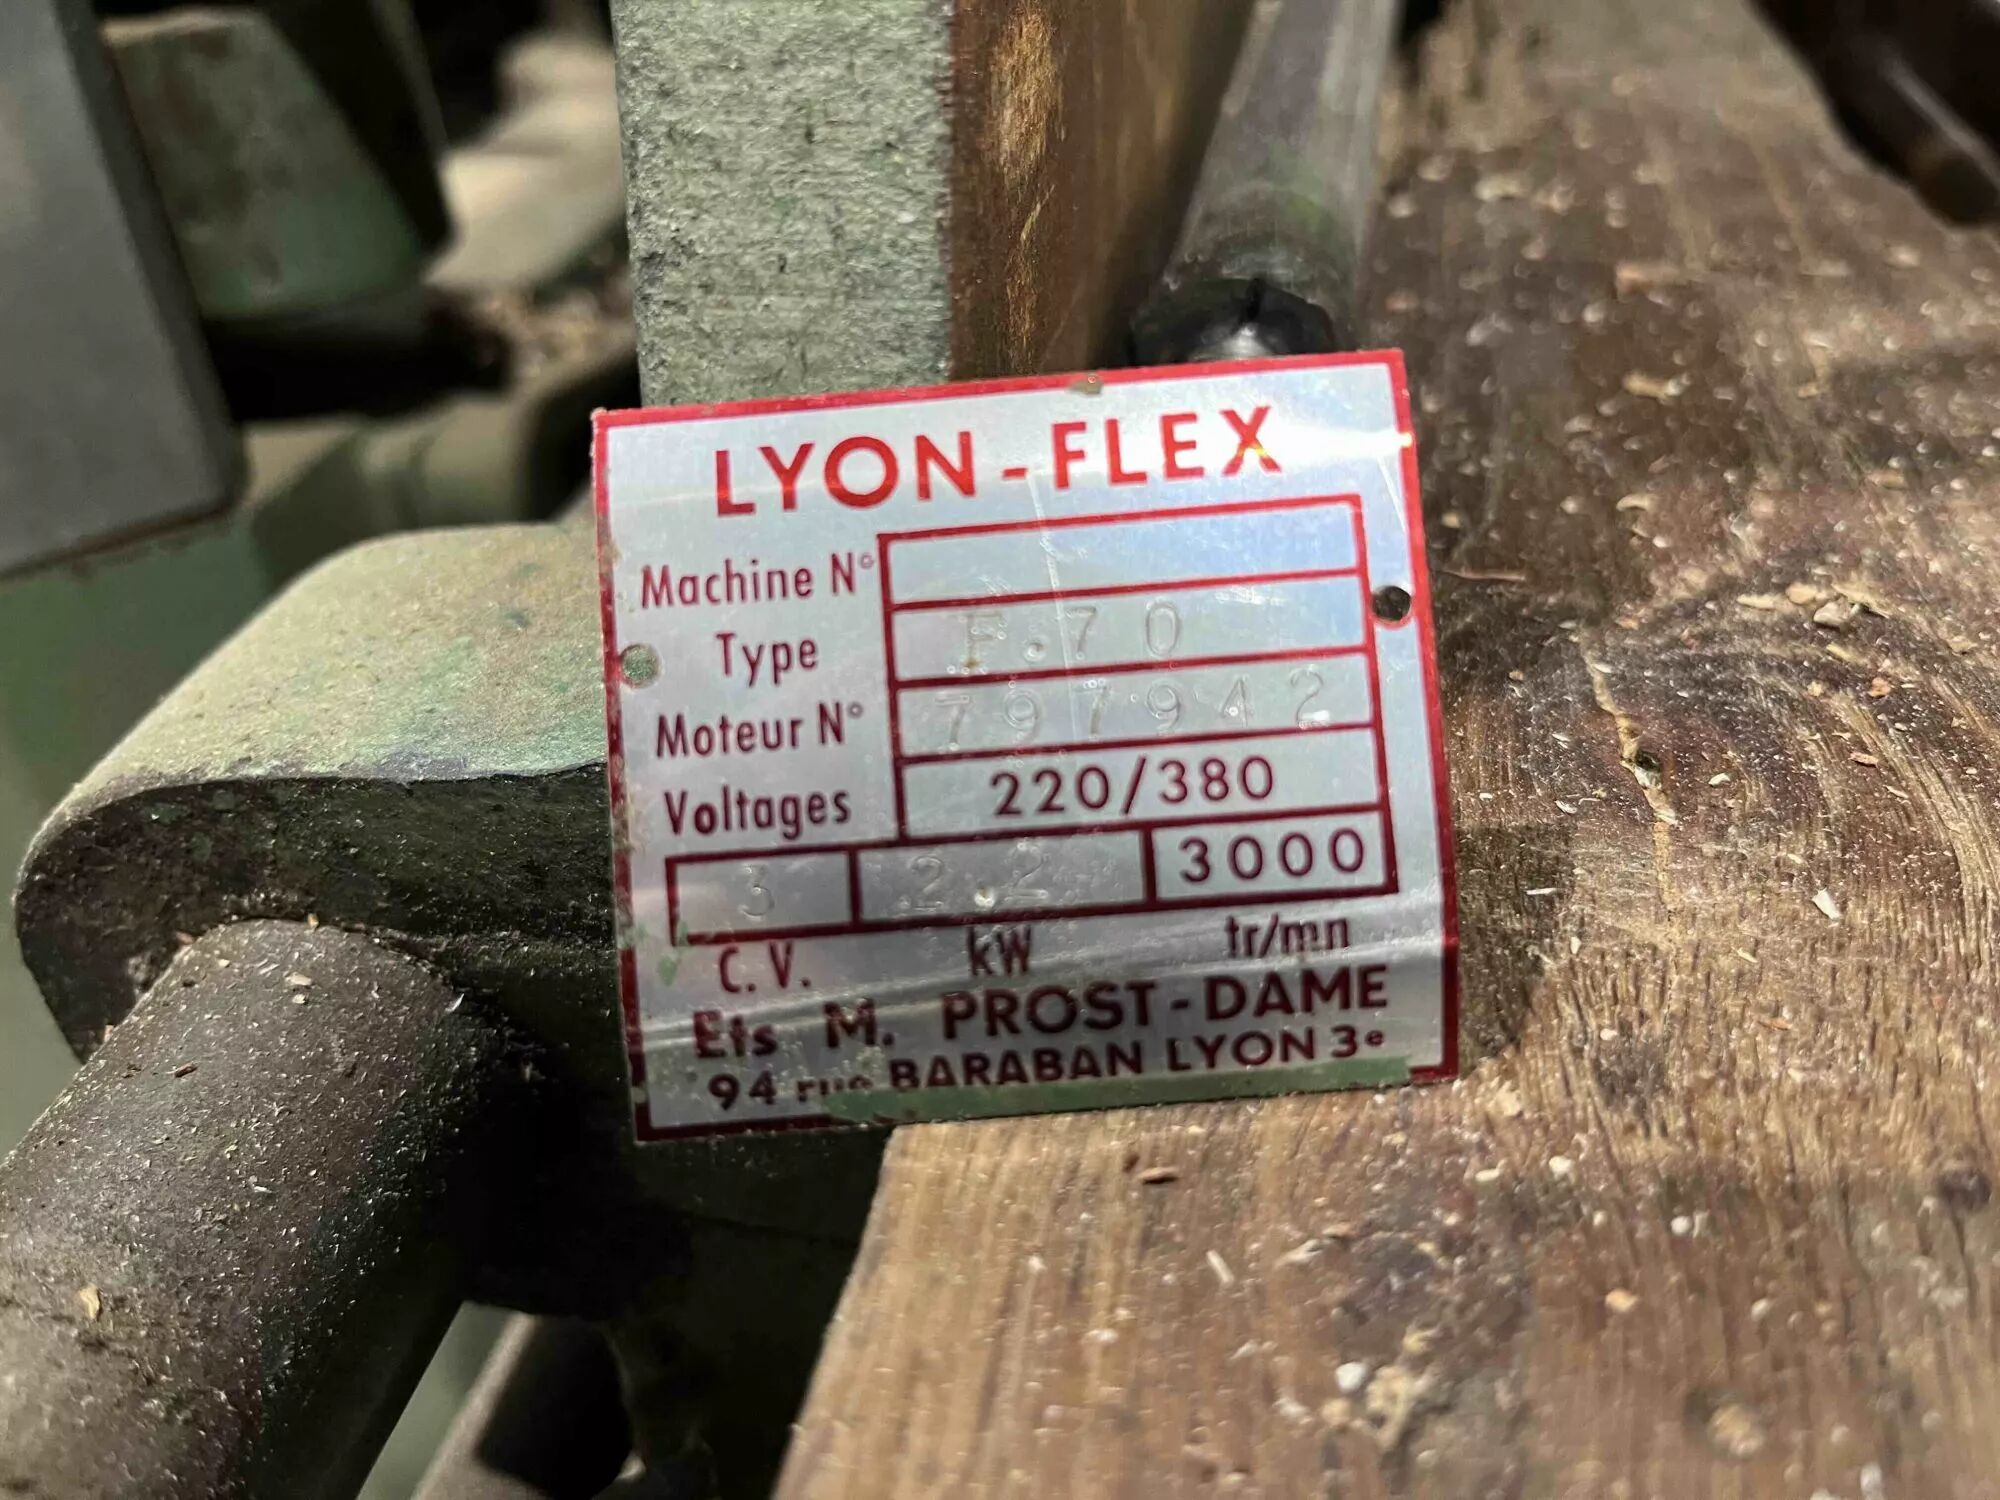 LYON-FLEX
Machine N°
Type F.70
Moteur N° 797942
Voltages 220/380
3 2.2 3000
C.V. kW tr/mn
Ets M. PROST-DAME
94 rue BARABAN LYON 3e